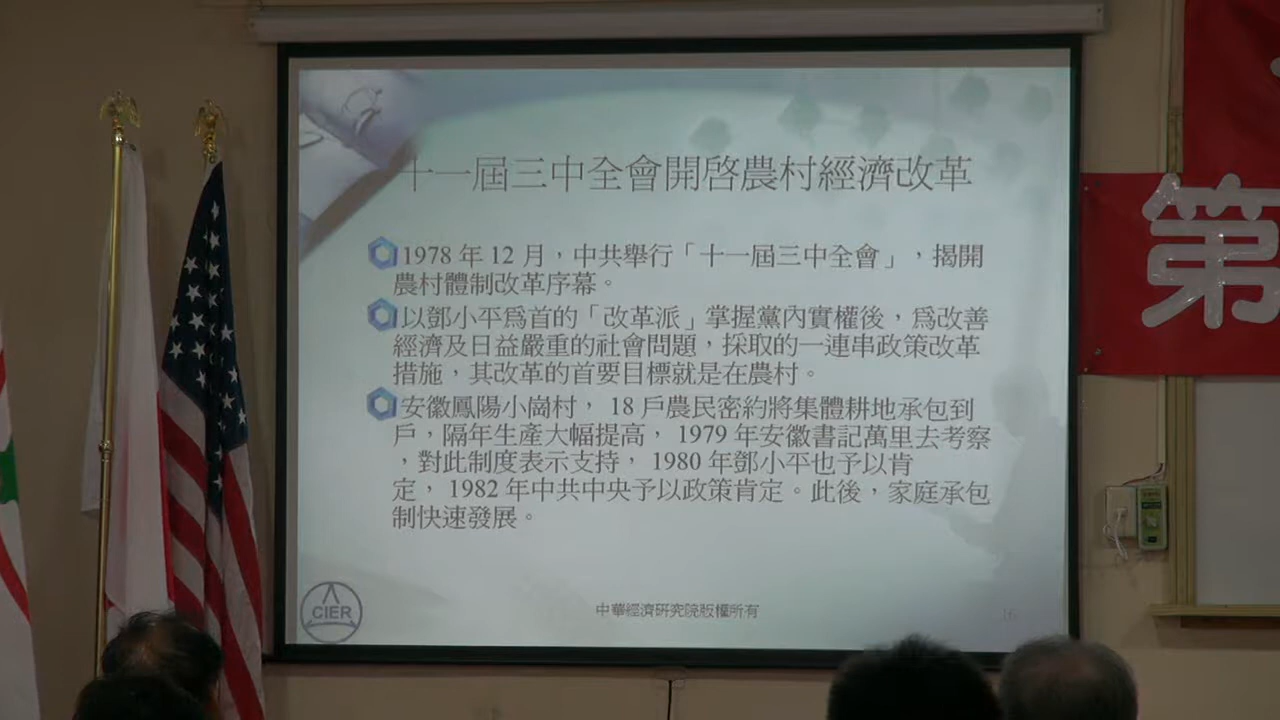 十一屆三中全會開啓農村經濟改革
1978 年 12 月，中共舉行「十一屆三中全會」，揭開
農村體制改革序幕。
以鄧小平爲首的「改革派」掌握黨內實權後，爲改善
經濟及日益嚴重的社會問題，採取的一連串政策改革
措施，其改革的首要目標就是在農村。
安徽鳳陽小崗村， 18 戶農民密約將集體耕地承包到
戶，隔年生產大幅提高， 1979 年安徽書記萬里去考察
，對此制度表示支持， 1980 年鄧小平也予以肯
定， 1982 年中共中央予以政策肯定。此後，家庭承包
制快速發展。
CIER
中華經濟研究院版權所有
16
第